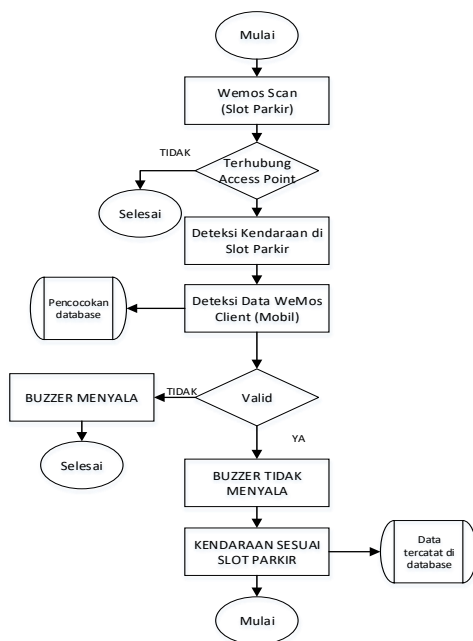 Mulai
Wemos Scan
(Slot Parkir)
TIDAK
Terhubung
Access Point
Selesai
Deteksi Kendaraan di
Slot Parkir
Pencocokan
database
Deteksi Data WeMos
Client (Mobil)
BUZZER MENYALA
TIDAK
Valid
YA
Selesai
BUZZER TIDAK
MENYALA
KENDARAAN SESUAI
SLOT PARKIR
Data
tercatat di
database
Mulai